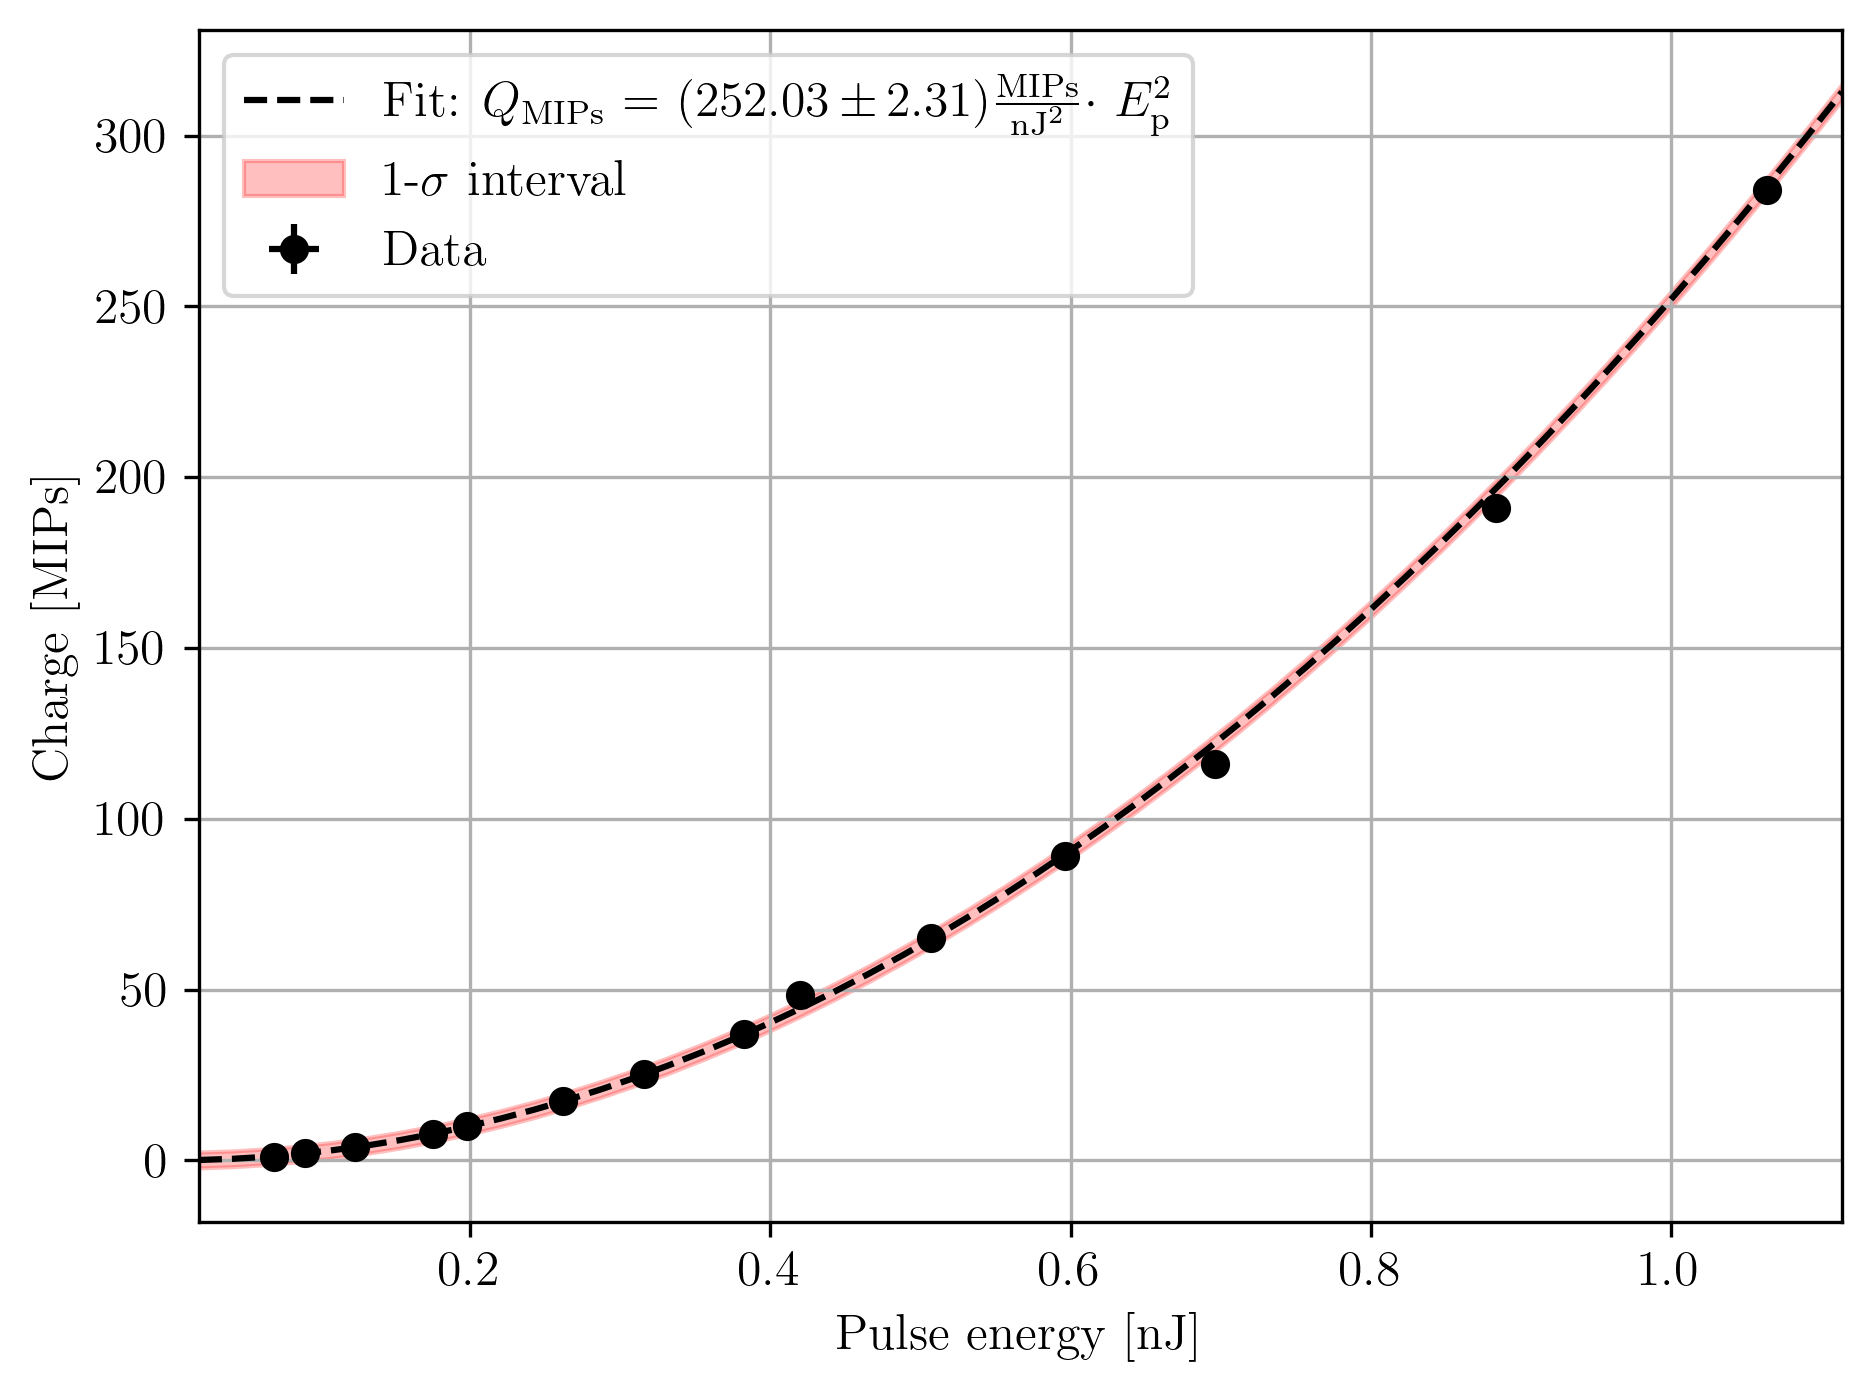 Fit: Q_MIPs = (252.03 ± 2.31) MIPs/nJ² · E_p²
1-σ interval
Data
Charge [MIPs]
300
250
200
150
100
50
0
0.2 0.4 0.6 0.8 1.0
Pulse energy [nJ]